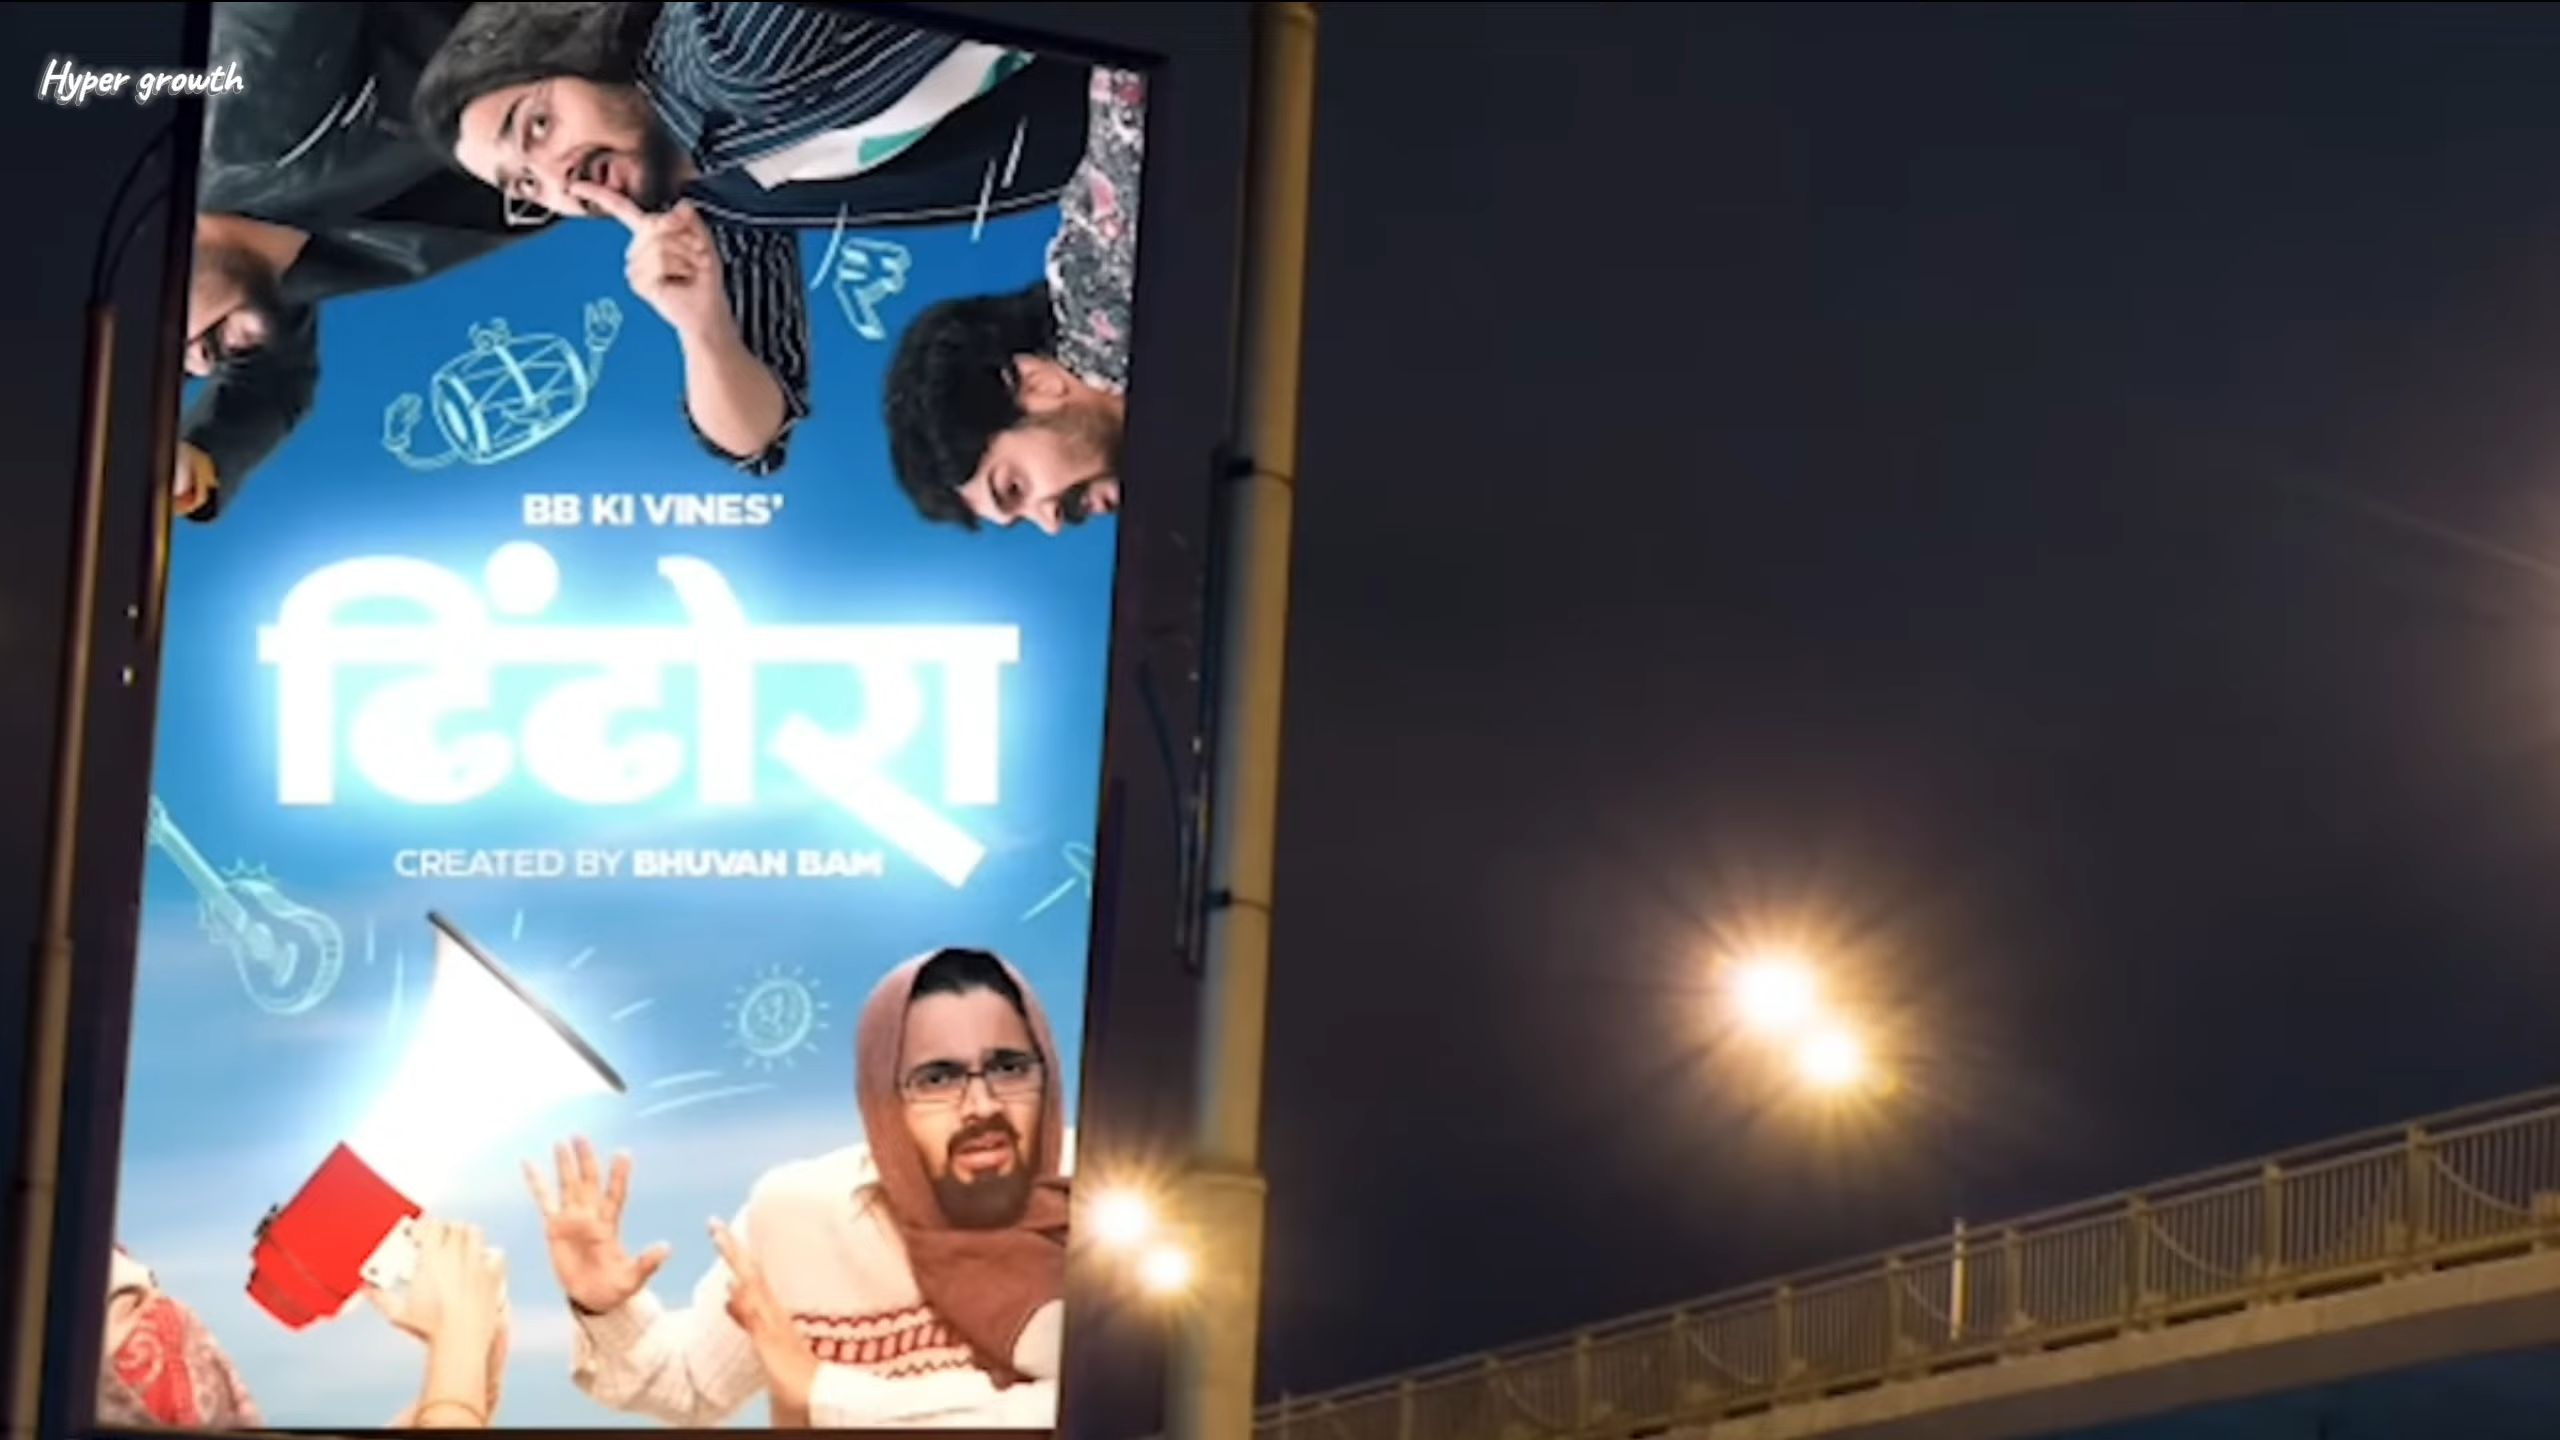 Hyper growth
BB KI VINES'
ढिंढोरा
CREATED BY BHUVAN BAM